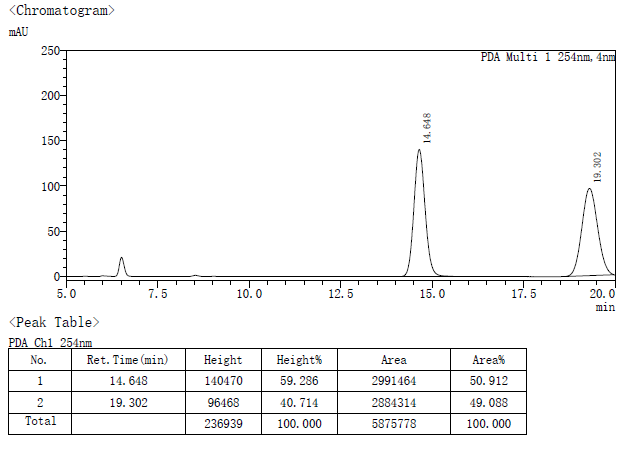 <Chromatogram>
mAU
250
PDA Multi 1 254nm,4nm
200
150
100
50
0
14.648
19.302
5.0 7.5 10.0 12.5 15.0 17.5 20.0
min
<Peak Table>
PDA Ch1 254nm
No. Ret.Time(min) Height Height% Area Area%
1 14.648 140470 59.286 2991464 50.912
2 19.302 96468 40.714 2884314 49.088
Total 236939 100.000 5875778 100.000